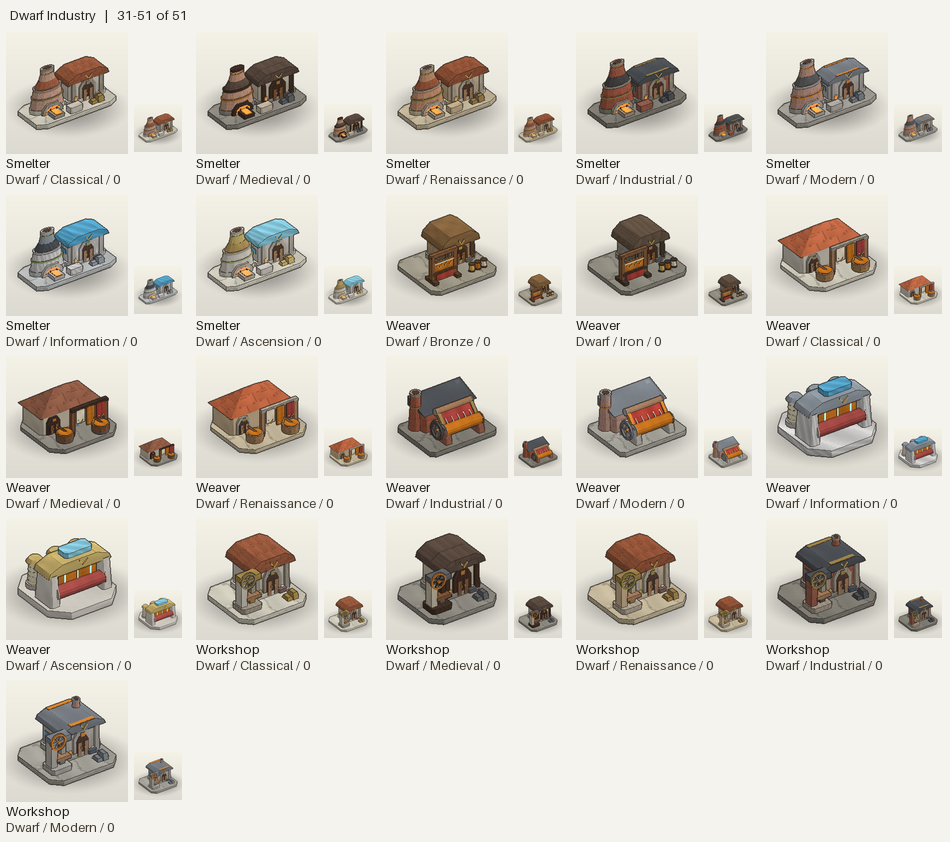 Dwarf Industry | 31-51 of 51
Smelter
Dwarf / Classical / 0
Smelter
Dwarf / Medieval / 0
Smelter
Dwarf / Renaissance / 0
Smelter
Dwarf / Industrial / 0
Smelter
Dwarf / Modern / 0
Smelter
Dwarf / Information / 0
Smelter
Dwarf / Ascension / 0
Weaver
Dwarf / Bronze / 0
Weaver
Dwarf / Iron / 0
Weaver
Dwarf / Classical / 0
Weaver
Dwarf / Medieval / 0
Weaver
Dwarf / Renaissance / 0
Weaver
Dwarf / Industrial / 0
Weaver
Dwarf / Modern / 0
Weaver
Dwarf / Information / 0
Weaver
Dwarf / Ascension / 0
Workshop
Dwarf / Classical / 0
Workshop
Dwarf / Medieval / 0
Workshop
Dwarf / Renaissance / 0
Workshop
Dwarf / Industrial / 0
Workshop
Dwarf / Modern / 0